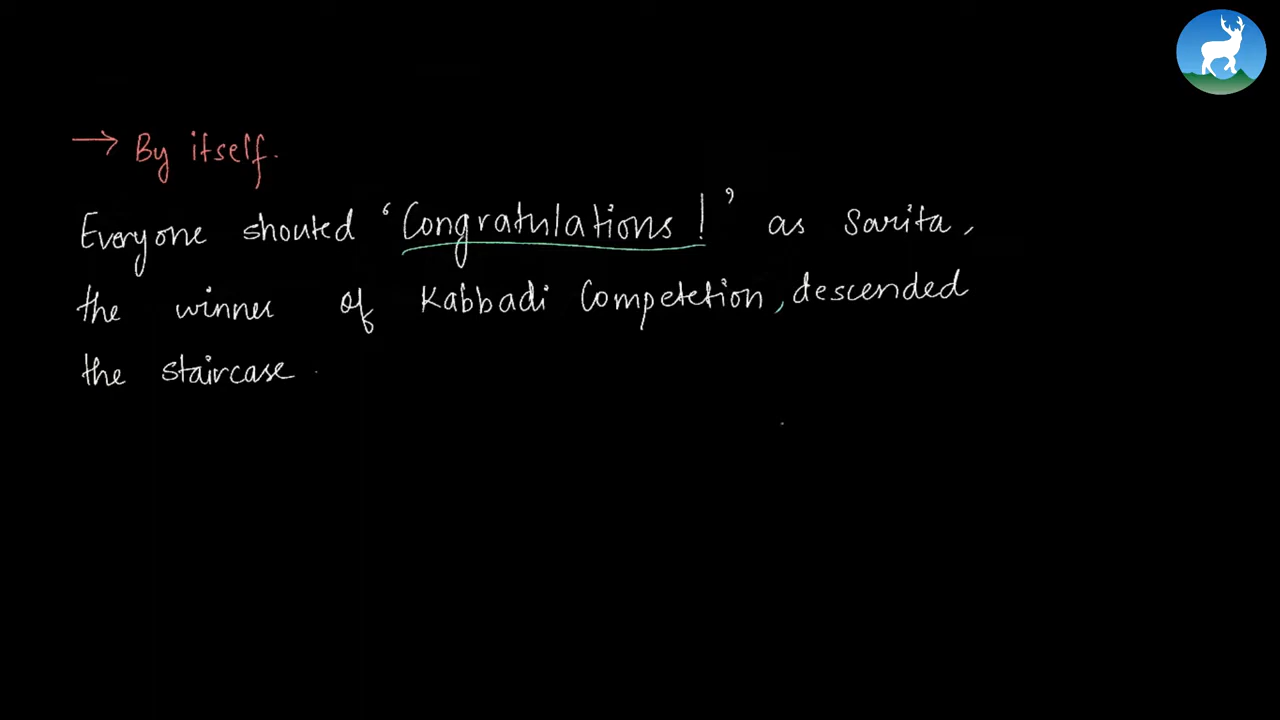 → By itself.
Everyone shouted ‘Congratulations!’ as Sarita,
the winner of Kabbadi Competetion, descended
the staircase.